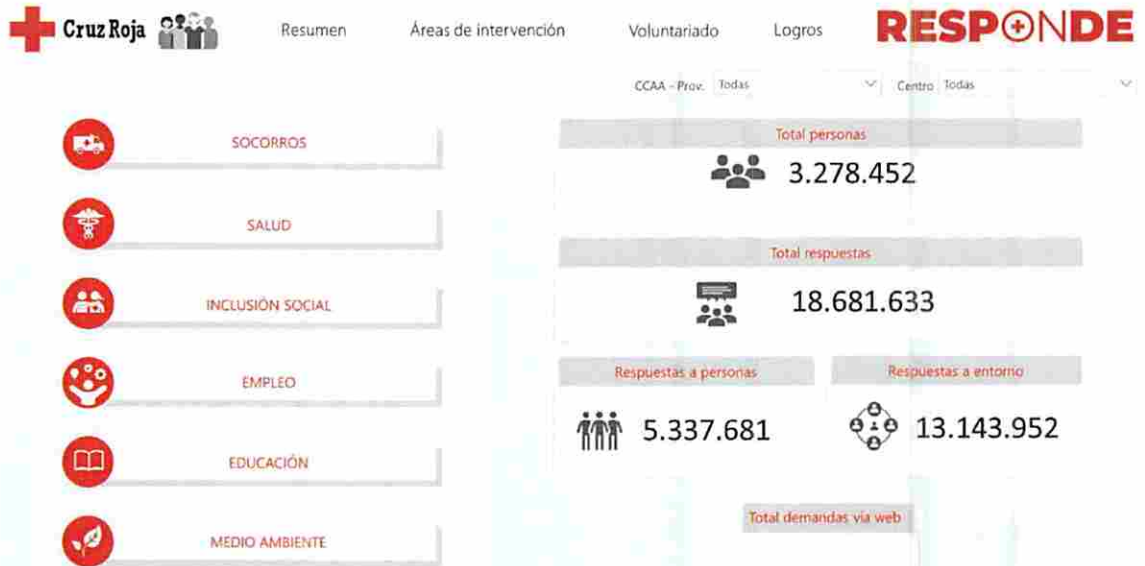 Cruz Roja
Resumen
Áreas de intervención
Voluntariado
Logros
RESPONDE
CCAA - Prov. Todas
Centro Todas
SOCORROS
SALUD
INCLUSIÓN SOCIAL
EMPLEO
EDUCACIÓN
MEDIO AMBIENTE
Total personas
3.278.452
Total respuestas
18.681.633
Respuestas a personas
5.337.681
Respuestas a entorno
13.143.952
Total demandas via web